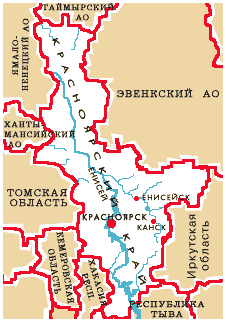 ТАЙМЫРСКИЙ
АО
ЯМАЛО-
НЕНЕЦКИЙ АО
КРАСНОЯРСКИЙ КРАЙ
ЭВЕНКСКИЙ АО
ХАНТЫ-
МАНСИЙСКИЙ
АО
ЕНИСЕЙ
ТОМСКАЯ
ОБЛАСТЬ
ЕНИСЕЙСК
КРАСНОЯРСК
КАНСК
Иркутская
область
КЕМЕРОВСКАЯ
ОБЛАСТЬ
ХАКАСИЯ
РЕСП.
РЕСПУБЛИКА
ТЫВА